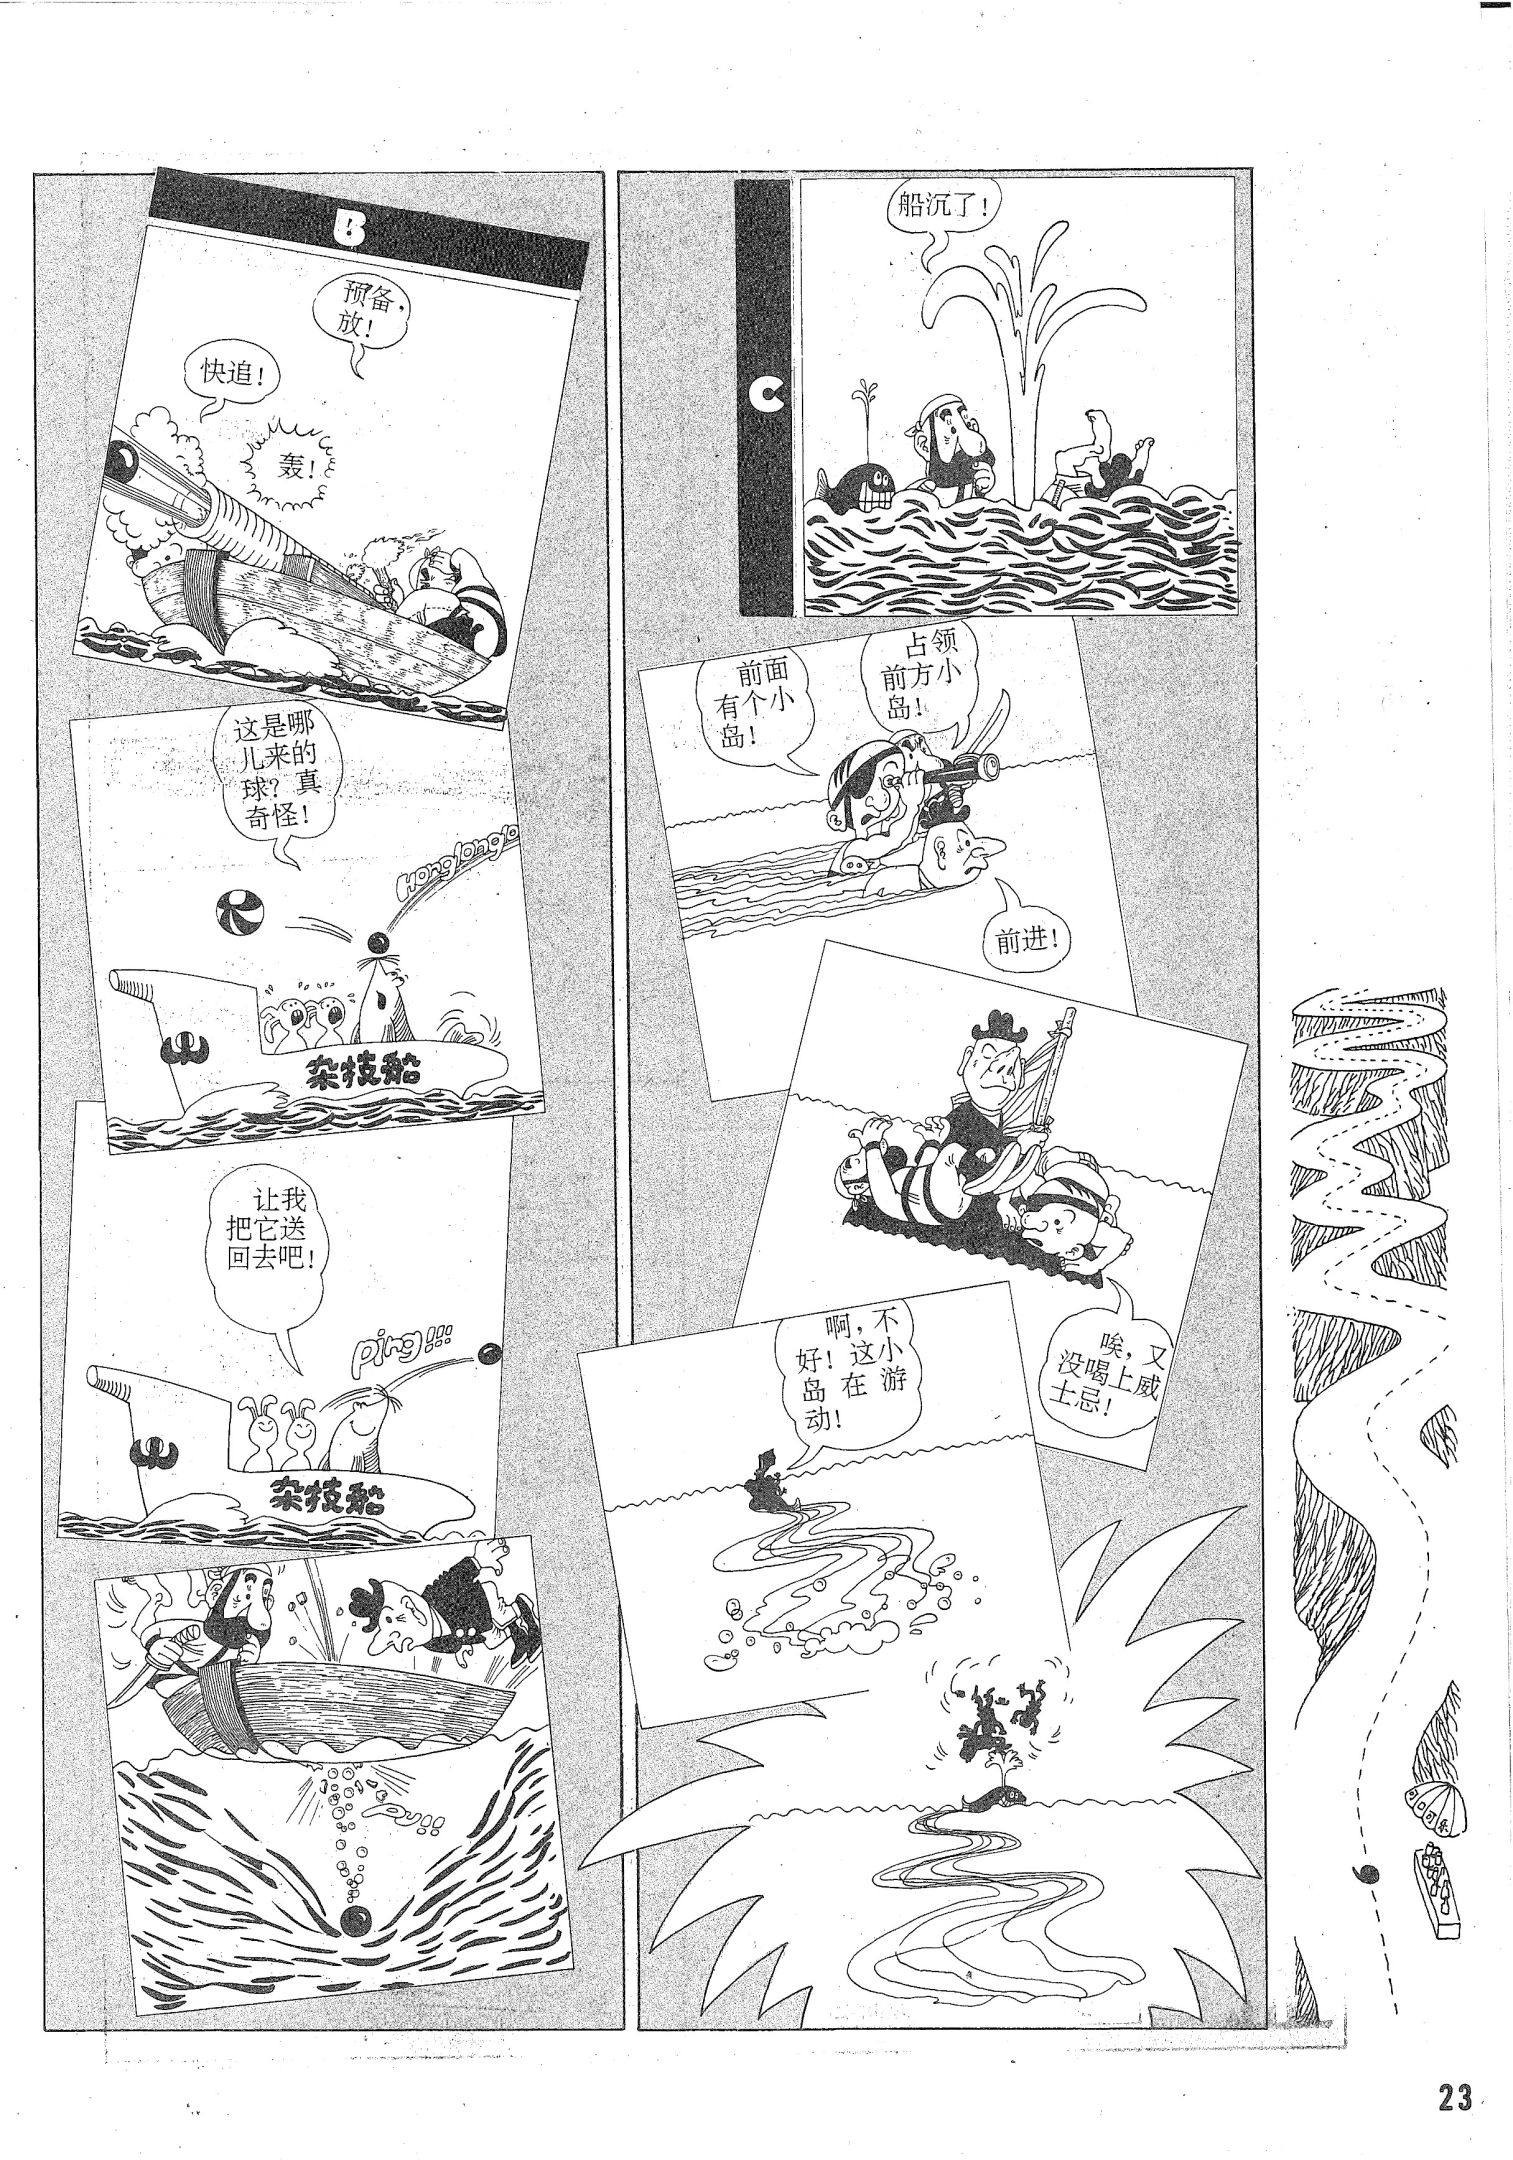 B
预备，
放！
快追！
轰！
这是哪
儿来的
球？真
奇怪！
Honglonglo
杂技船
让我
把它送
回去吧！
ping!!!
杂技船
C
船沉了！
前面
有个小
岛！
占领
前方小
岛！
前进！
唉，又
没喝上威
士忌！
啊，不
好！这小
岛在游
动！
23